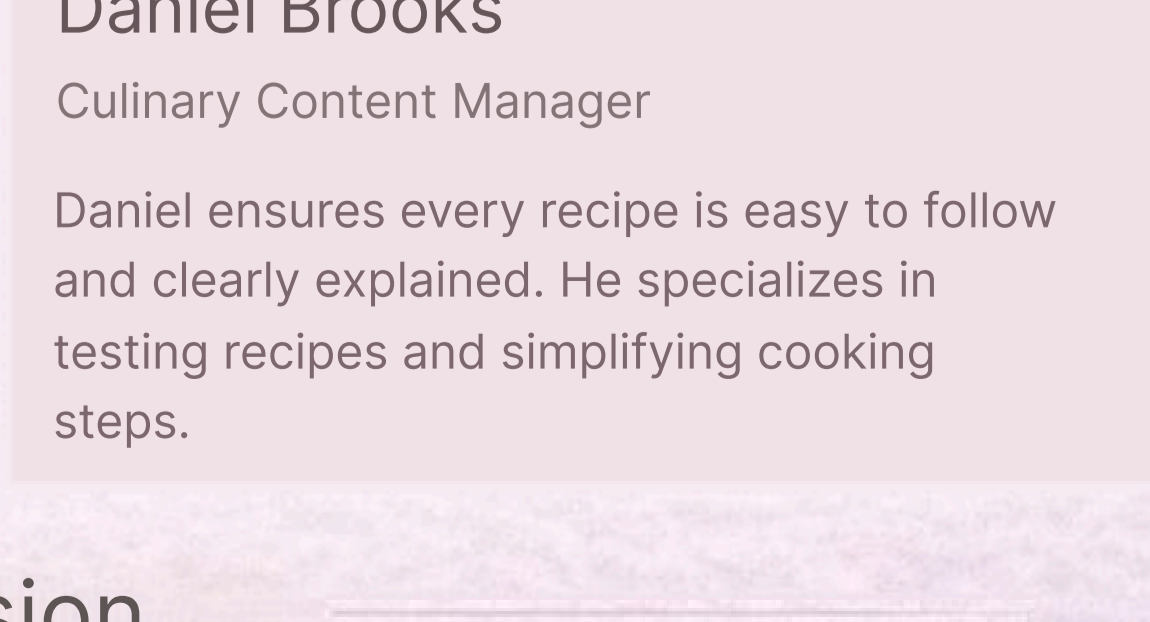 Daniel Brooks
Culinary Content Manager
Daniel ensures every recipe is easy to follow
and clearly explained. He specializes in
testing recipes and simplifying cooking
steps.